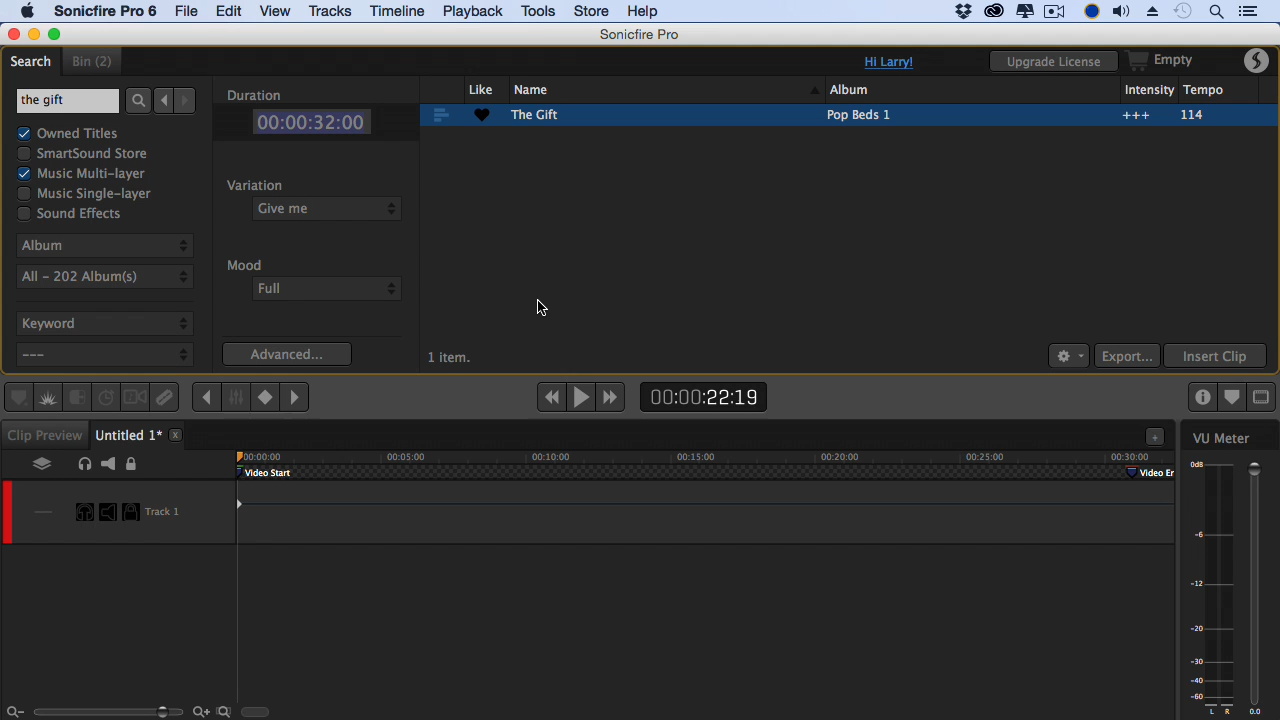 Sonicfire Pro 6 File Edit View Tracks Timeline Playback Tools Store Help
Sonicfire Pro
Search Bin (2) Hi Larry! Upgrade License Empty
the gift
Owned Titles
SmartSound Store
Music Multi-layer
Music Single-layer
Sound Effects
Album
All - 202 Album(s)
Keyword
---
Duration
00:00:32:00
Variation
Give me
Mood
Full
Advanced...
Like Name Album Intensity Tempo
The Gift Pop Beds 1 +++ 114
1 item. Export... Insert Clip
00:00:22:19
Clip Preview Untitled 1* x +
00:00:00 00:05:00 00:10:00 00:15:00 00:20:00 00:25:00 00:30:00
Video Start Video Er
Track 1
VU Meter
0dB
-6
-12
-20
-30
-40
-60
L R 0.0